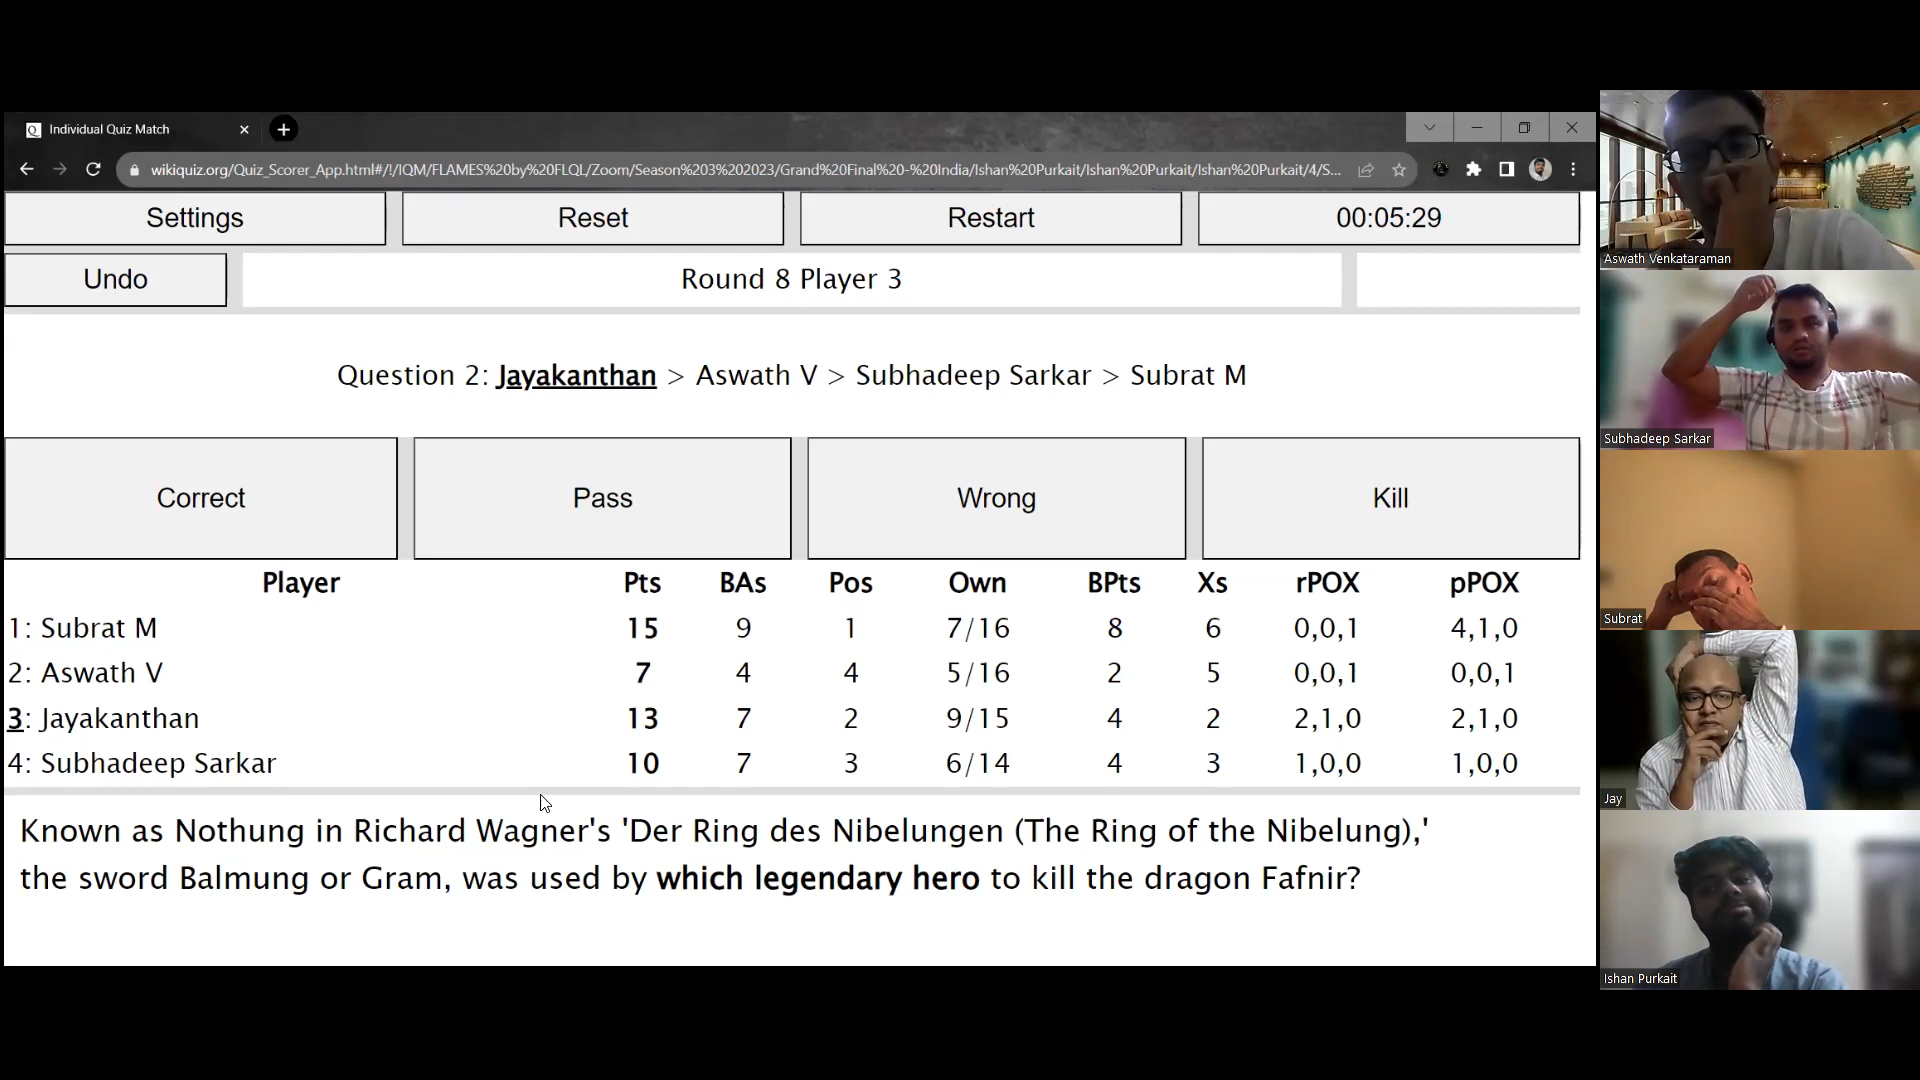 Individual Quiz Match
wikiquiz.org/Quiz_Scorer_App.html#/!/IQM/FLAMES%20by%20FLQL/Zoom/Season%203%202023/Grand%20Final%20-%20India/Ishan%20Purkait/Ishan%20Purkait/Ishan%20Purkait/4/S...
Settings Reset Restart 00:05:29
Undo Round 8 Player 3
Question 2: Jayakanthan > Aswath V > Subhadeep Sarkar > Subrat M
Correct Pass Wrong Kill
Player Pts BAs Pos Own BPts Xs rPOX pPOX
1: Subrat M 15 9 1 7/16 8 6 0,0,1 4,1,0
2: Aswath V 7 4 4 5/16 2 5 0,0,1 0,0,1
3: Jayakanthan 13 7 2 9/15 4 2 2,1,0 2,1,0
4: Subhadeep Sarkar 10 7 3 6/14 4 3 1,0,0 1,0,0
Known as Nothung in Richard Wagner's 'Der Ring des Nibelungen (The Ring of the Nibelung),'
the sword Balmung or Gram, was used by which legendary hero to kill the dragon Fafnir?
Aswath Venkataraman
Subhadeep Sarkar
Subrat
Jay
Ishan Purkait